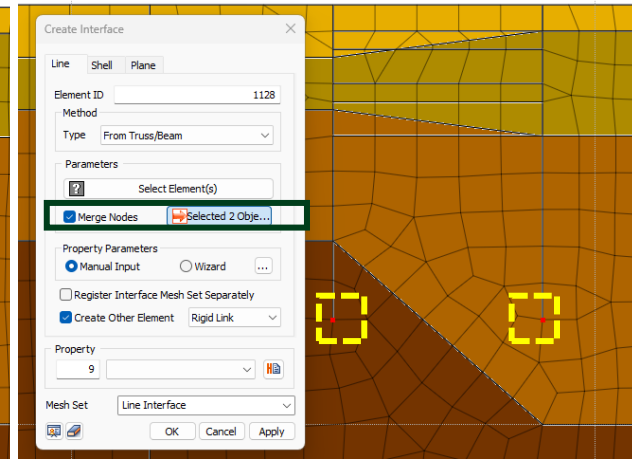 Create Interface
Line Shell Plane
Element ID 1128
Method
Type From Truss/Beam
Parameters
? Select Element(s)
Merge Nodes Selected 2 Obje...
Property Parameters
Manual Input Wizard ...
Register Interface Mesh Set Separately
Create Other Element Rigid Link
Property
9
Mesh Set Line Interface
OK Cancel Apply